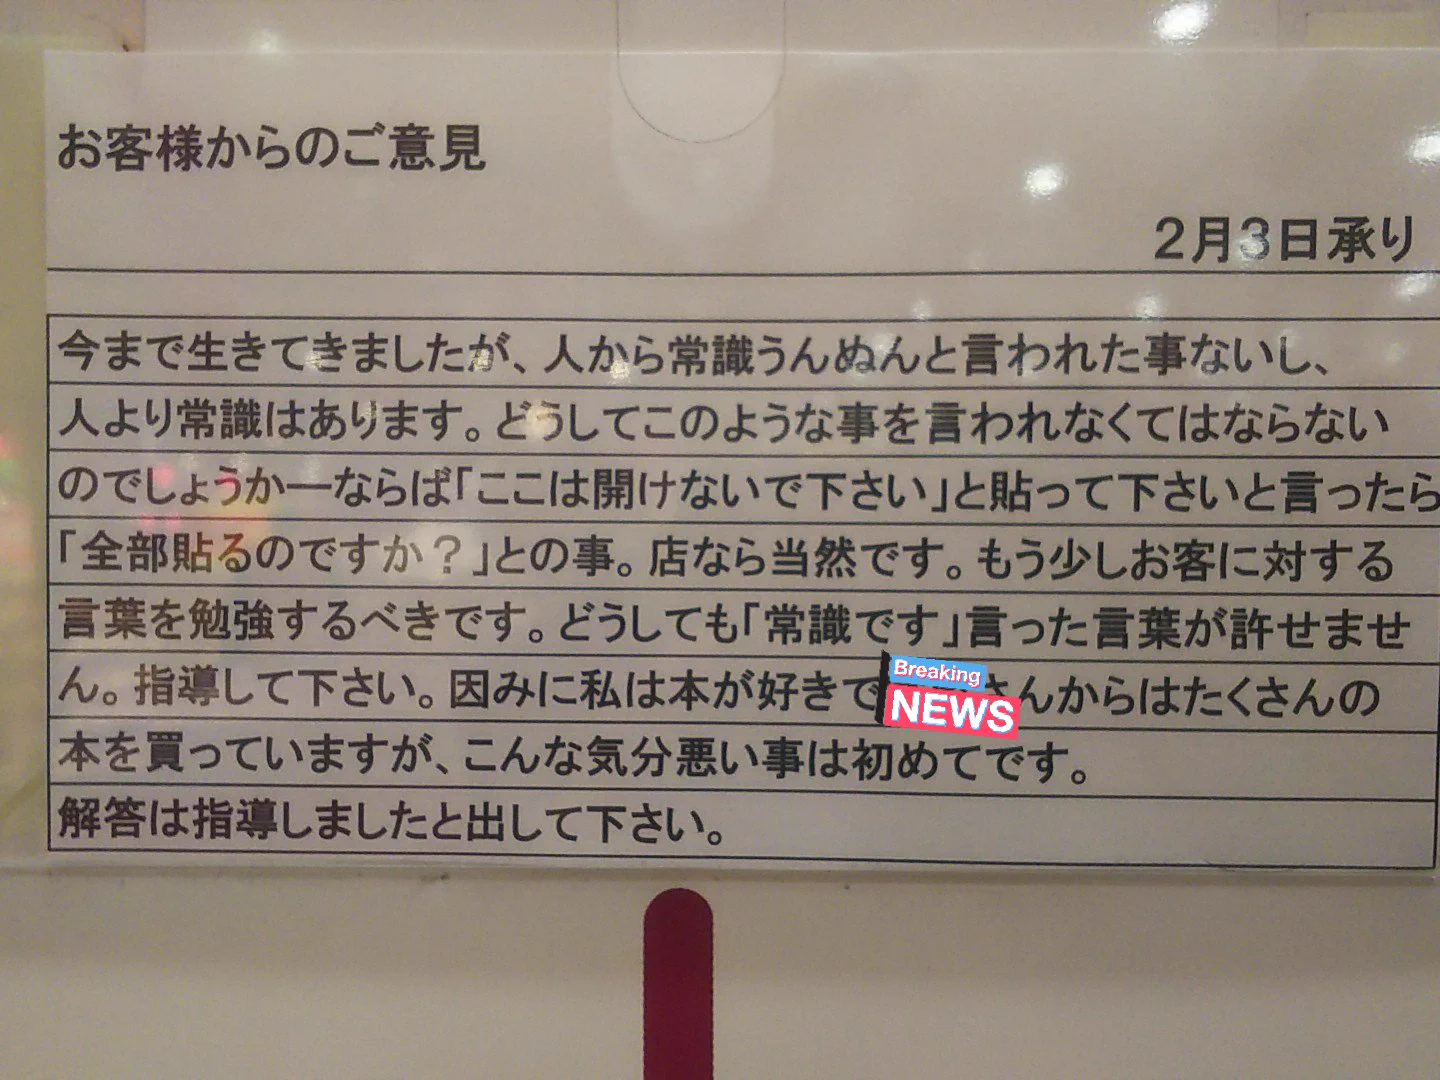 お客様からのご意見
2月3日承り
今まで生きてきましたが、人から常識うんぬんと言われた事ないし、
人より常識はあります。どうしてこのような事を言われなくてはならない
のでしょうか―ならば「ここは開けないで下さい」と貼って下さいと言ったら
「全部貼るのですか？」との事。店なら当然です。もう少しお客に対する
言葉を勉強するべきです。どうしても「常識です」言った言葉が許せませ
ん。指導して下さい。因みに私は本が好きで
Breaking
NEWS
さんからはたくさんの
本を買っていますが、こんな気分悪い事は初めてです。
解答は指導しましたと出して下さい。